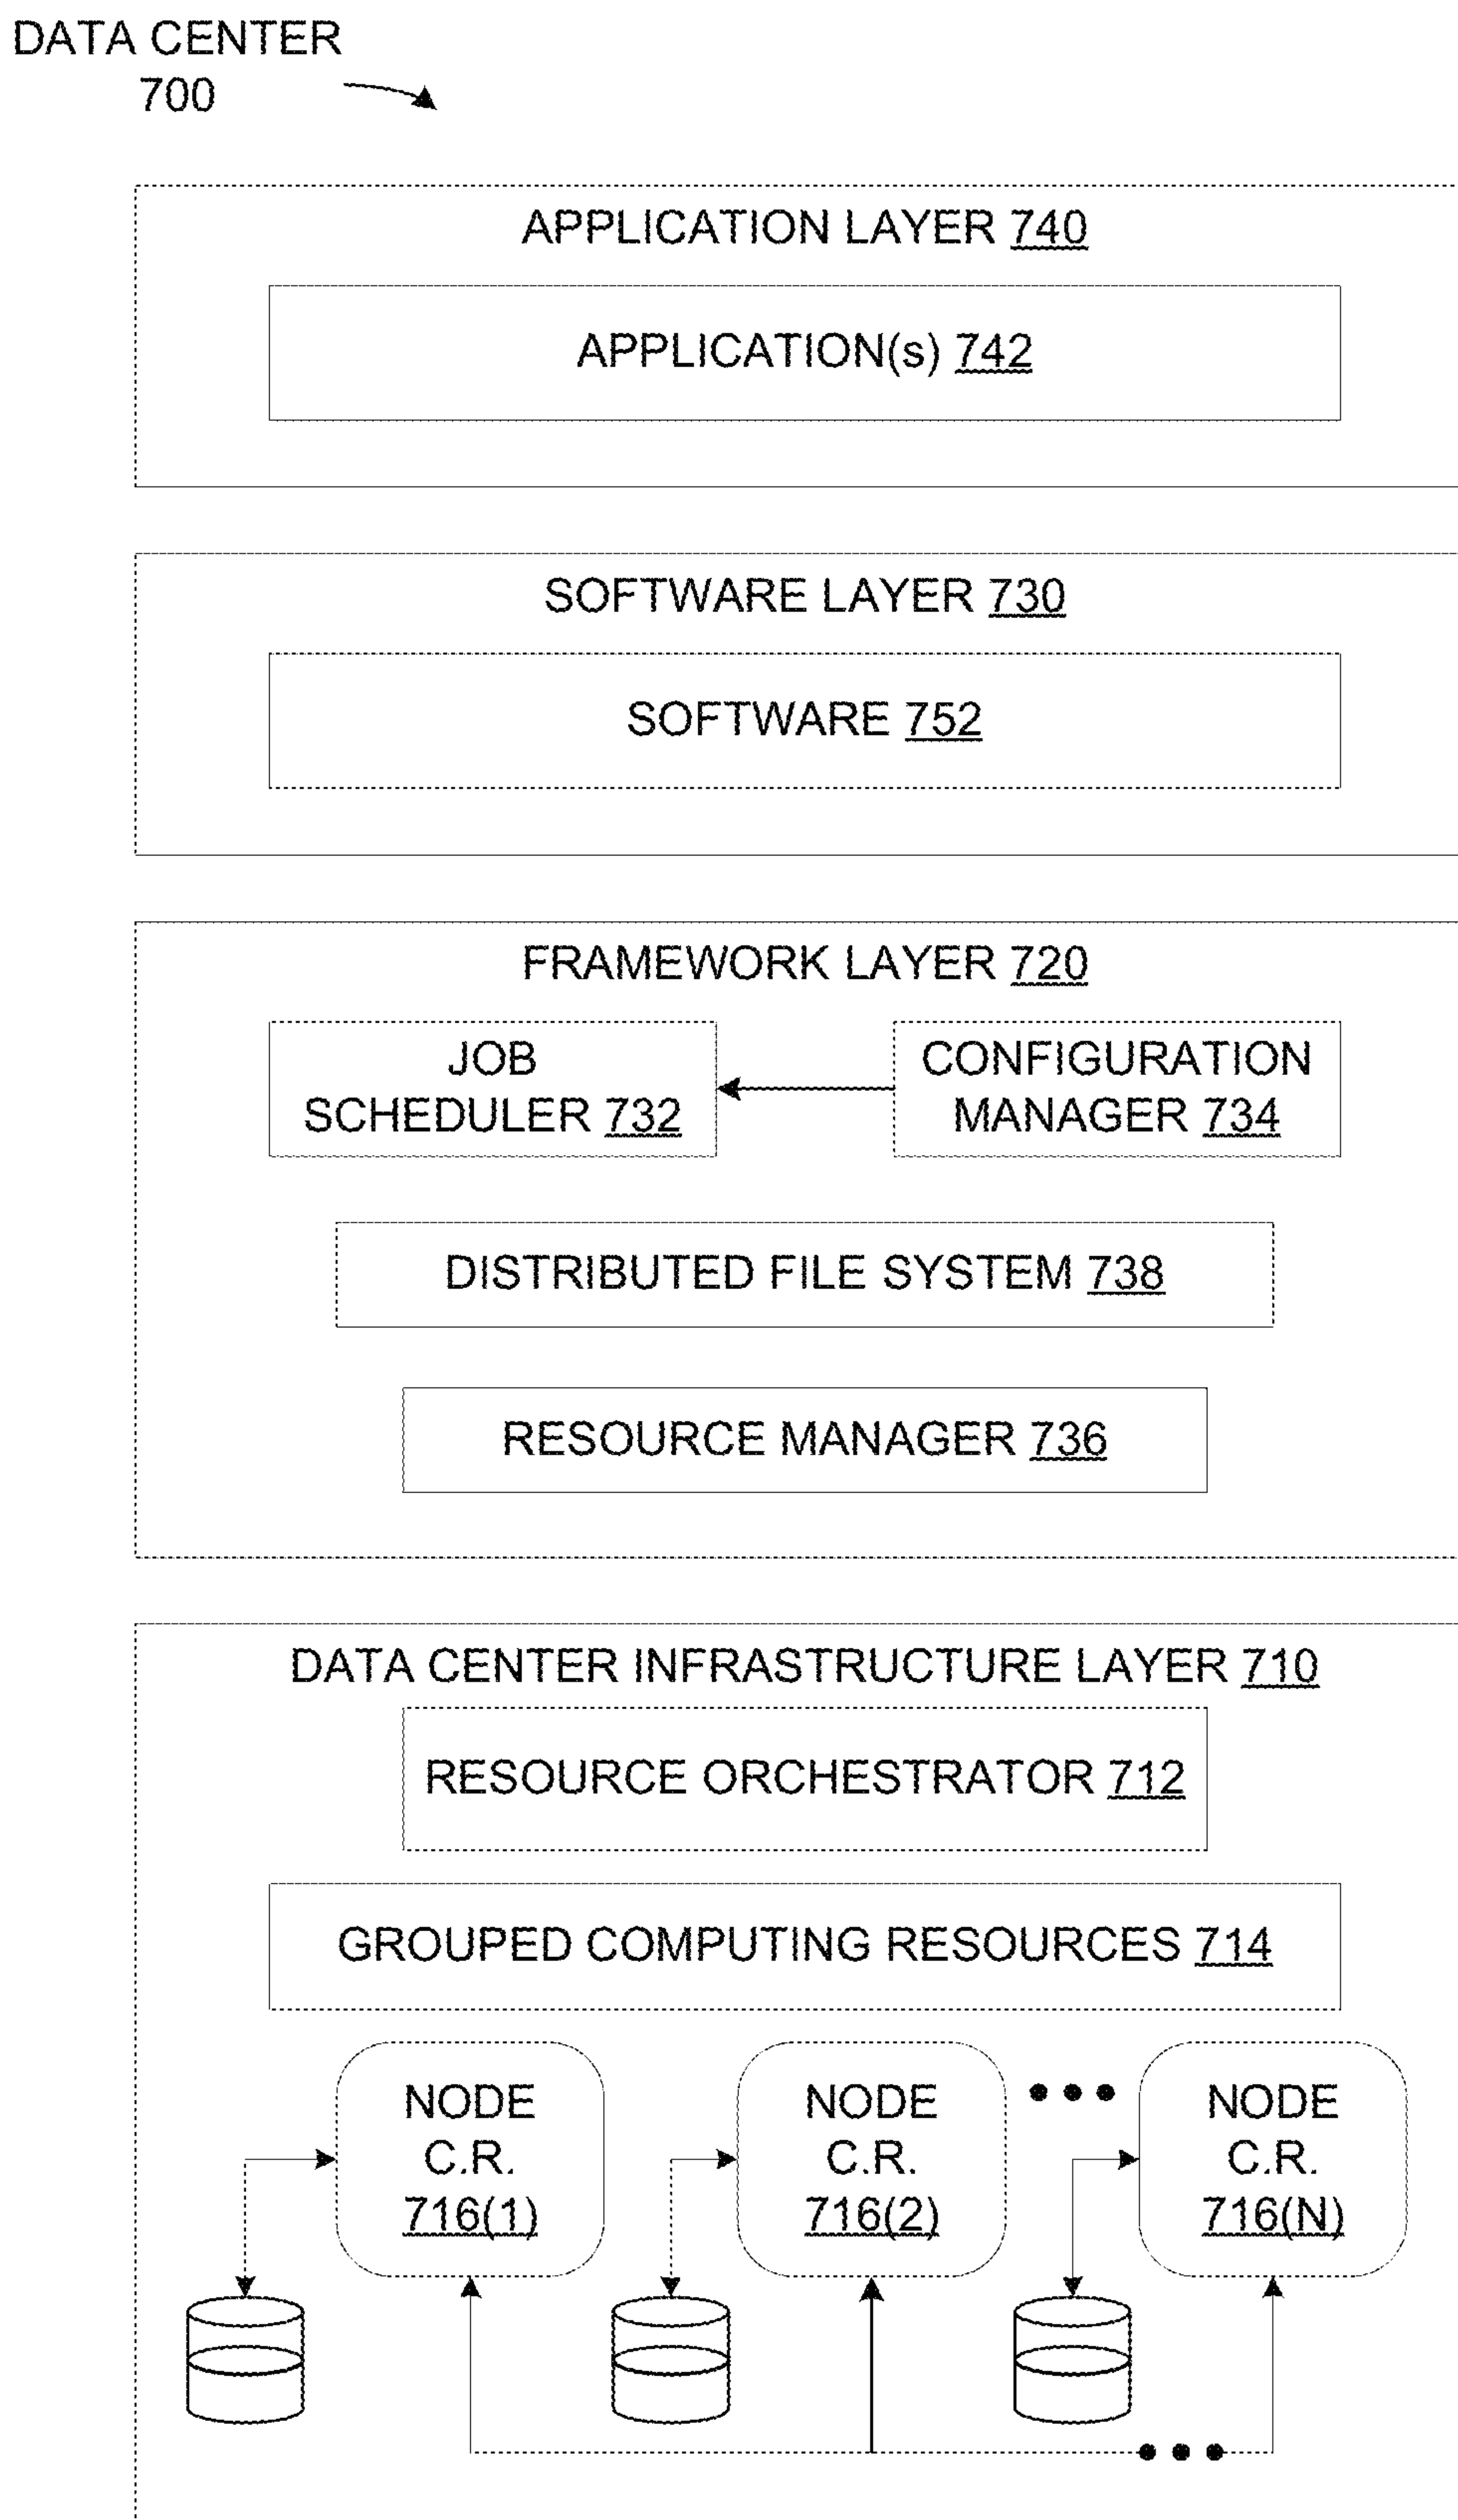 DATA CENTER
700
APPLICATION LAYER 740
APPLICATION(s) 742
SOFTWARE LAYER 730
SOFTWARE 752
FRAMEWORK LAYER 720
JOB
SCHEDULER 732
CONFIGURATION
MANAGER 734
DISTRIBUTED FILE SYSTEM 738
RESOURCE MANAGER 736
DATA CENTER INFRASTRUCTURE LAYER 710
RESOURCE ORCHESTRATOR 712
GROUPED COMPUTING RESOURCES 714
NODE
C.R.
716(1)
NODE
C.R.
716(2)
NODE
C.R.
716(N)